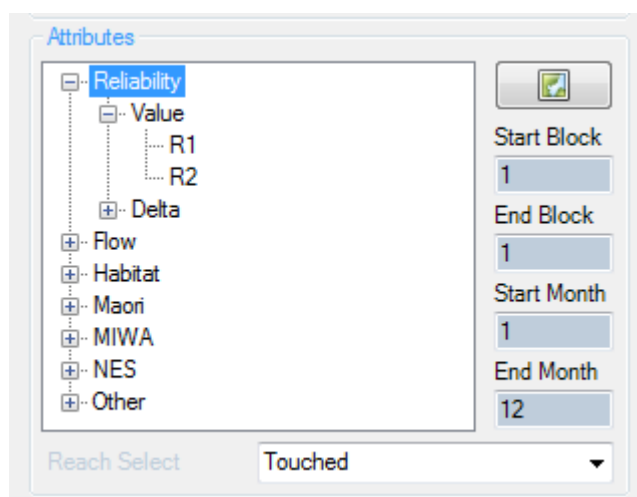 Attributes
Reliability
Value
R1
R2
Delta
Flow
Habitat
Maori
MIWA
NES
Other
Start Block
1
End Block
1
Start Month
1
End Month
12
Reach Select
Touched